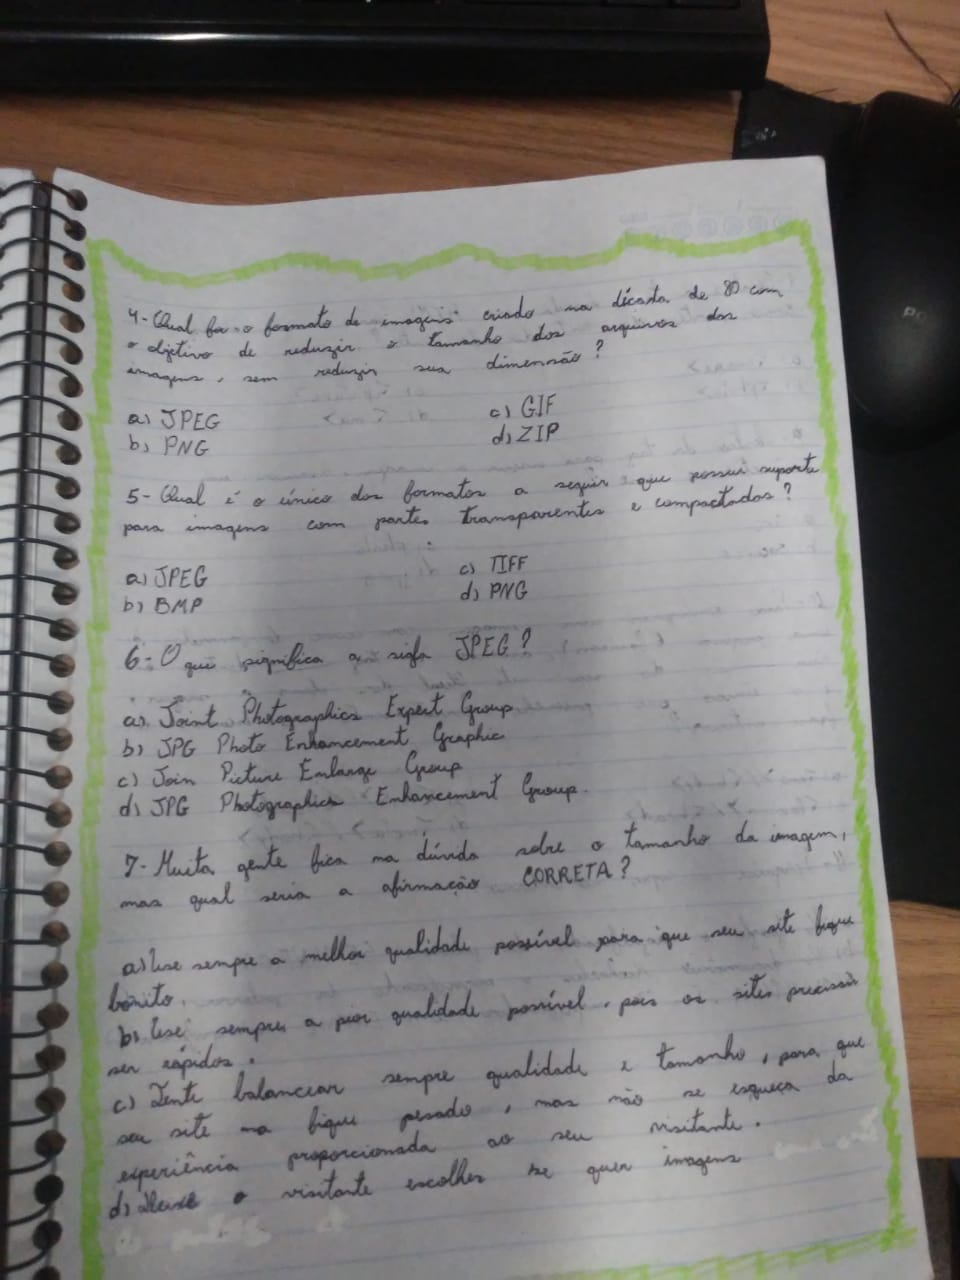 4- Qual foi o formato de imagens criado na década de 80 com
o objetivo de reduzir o tamanho dos arquivos das
imagens, sem reduzir sua dimensão?
a) JPEG
b) PNG
c) GIF
d) ZIP
5- Qual é o único dos formatos a seguir que possui suporte
para imagens com partes transparentes e compactadas?
a) JPEG
b) BMP
c) TIFF
d) PNG
6- O que significa a sigla JPEG?
a) Joint Photographics Expert Group
b) JPG Photo Enhancement Graphic
c) Join Picture Enlarge Group
d) JPG Photographics Enhancement Group.
7- Muita gente fica na dúvida sobre o tamanho da imagem,
mas qual seria a afirmação CORRETA?
a) Use sempre a melhor qualidade possível para que seu site fique
bonito.
b) Use sempre, a pior qualidade possível, pois os sites precisam
ser rápidos.
c) Tente balancear sempre qualidade e tamanho, para que
seu site na fique pesado, mas não se esqueça da
experiência proporcionada ao seu visitante.
d) Deixe o visitante escolher se quer imagens